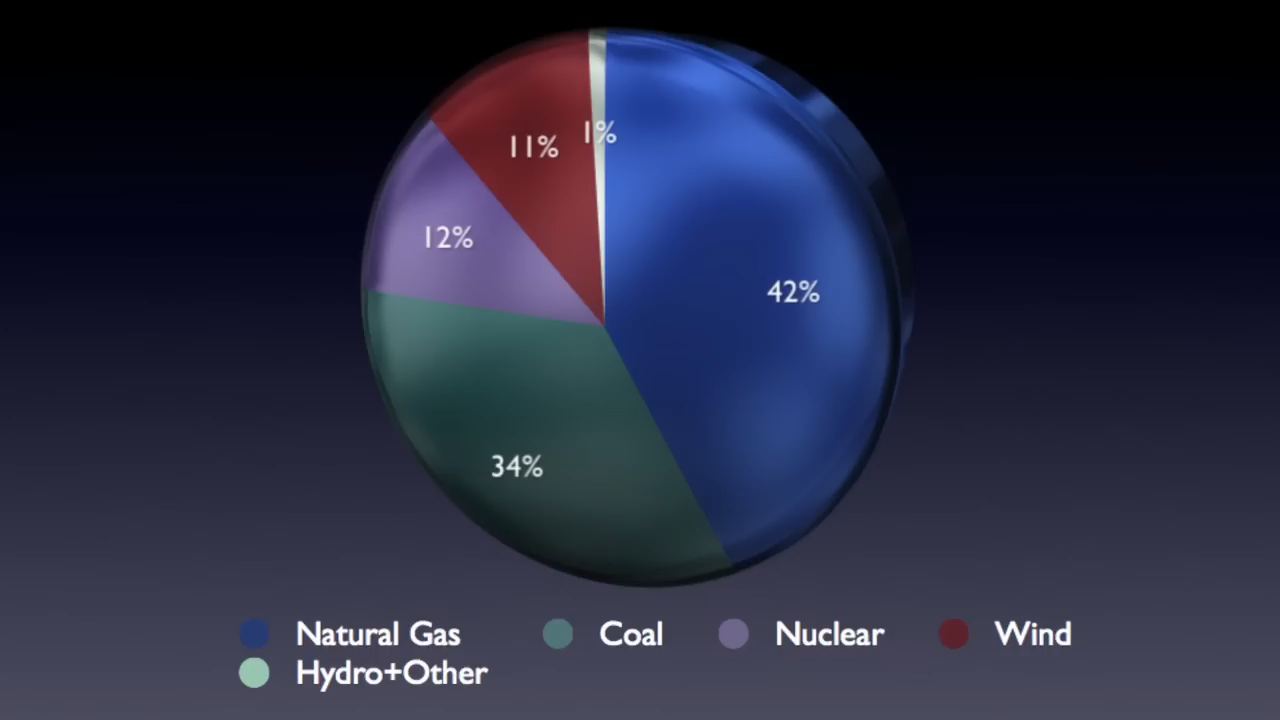 11% 1%
12%
42%
34%
Natural Gas Coal Nuclear Wind
Hydro+Other